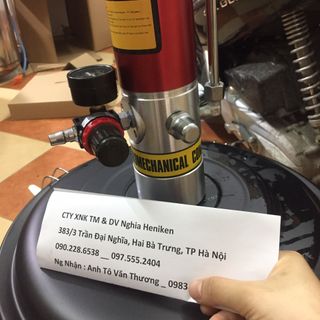 MECHANICAL
CTY XNK TM & DV Nghia Heniken
383/3 Trần Đại Nghĩa, Hai Bà Trưng, TP Hà Nội
090.228.6538 __ 097.555.2404
Ng Nhận : Anh Tô Văn Thương _ 0983